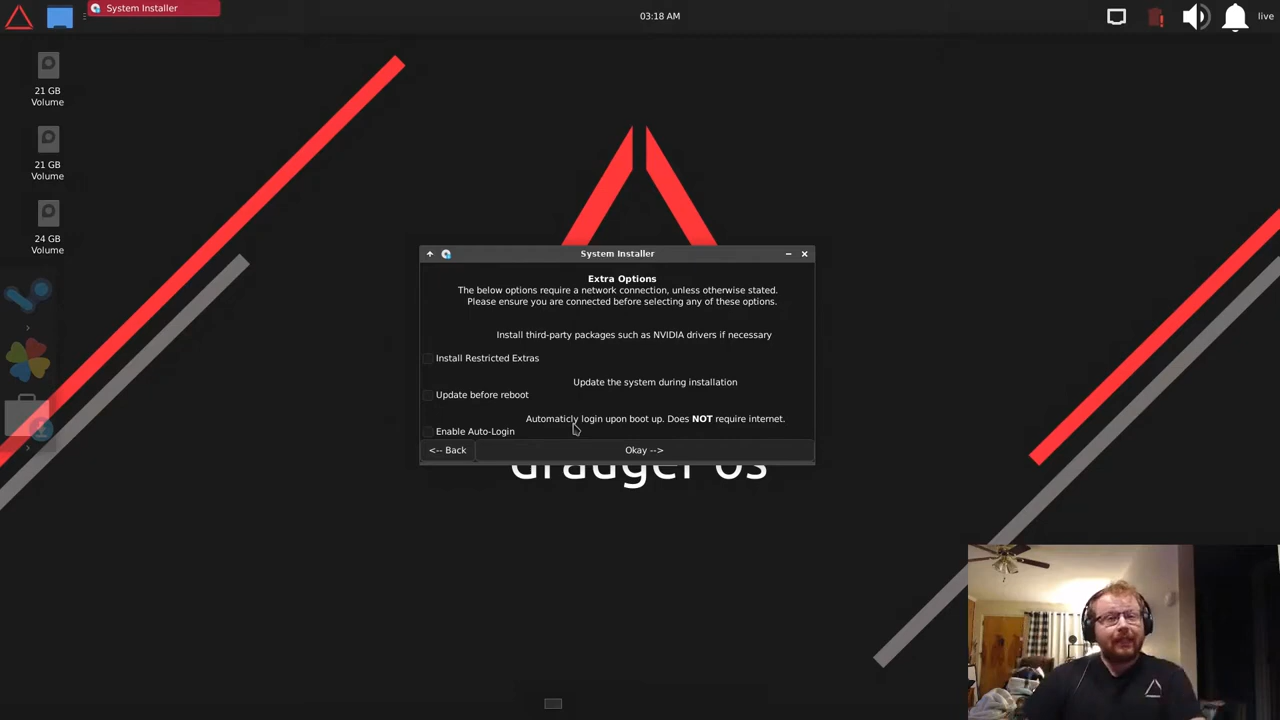 System Installer
03:18 AM
live
21 GB
Volume
21 GB
Volume
24 GB
Volume
System Installer
Extra Options
The below options require a network connection, unless otherwise stated.
Please ensure you are connected before selecting any of these options.
Install third-party packages such as NVIDIA drivers if necessary
Install Restricted Extras
Update the system during installation
Update before reboot
Automaticly login upon boot up. Does NOT require internet.
Enable Auto-Login
<-- Back
Okay -->
drauger os